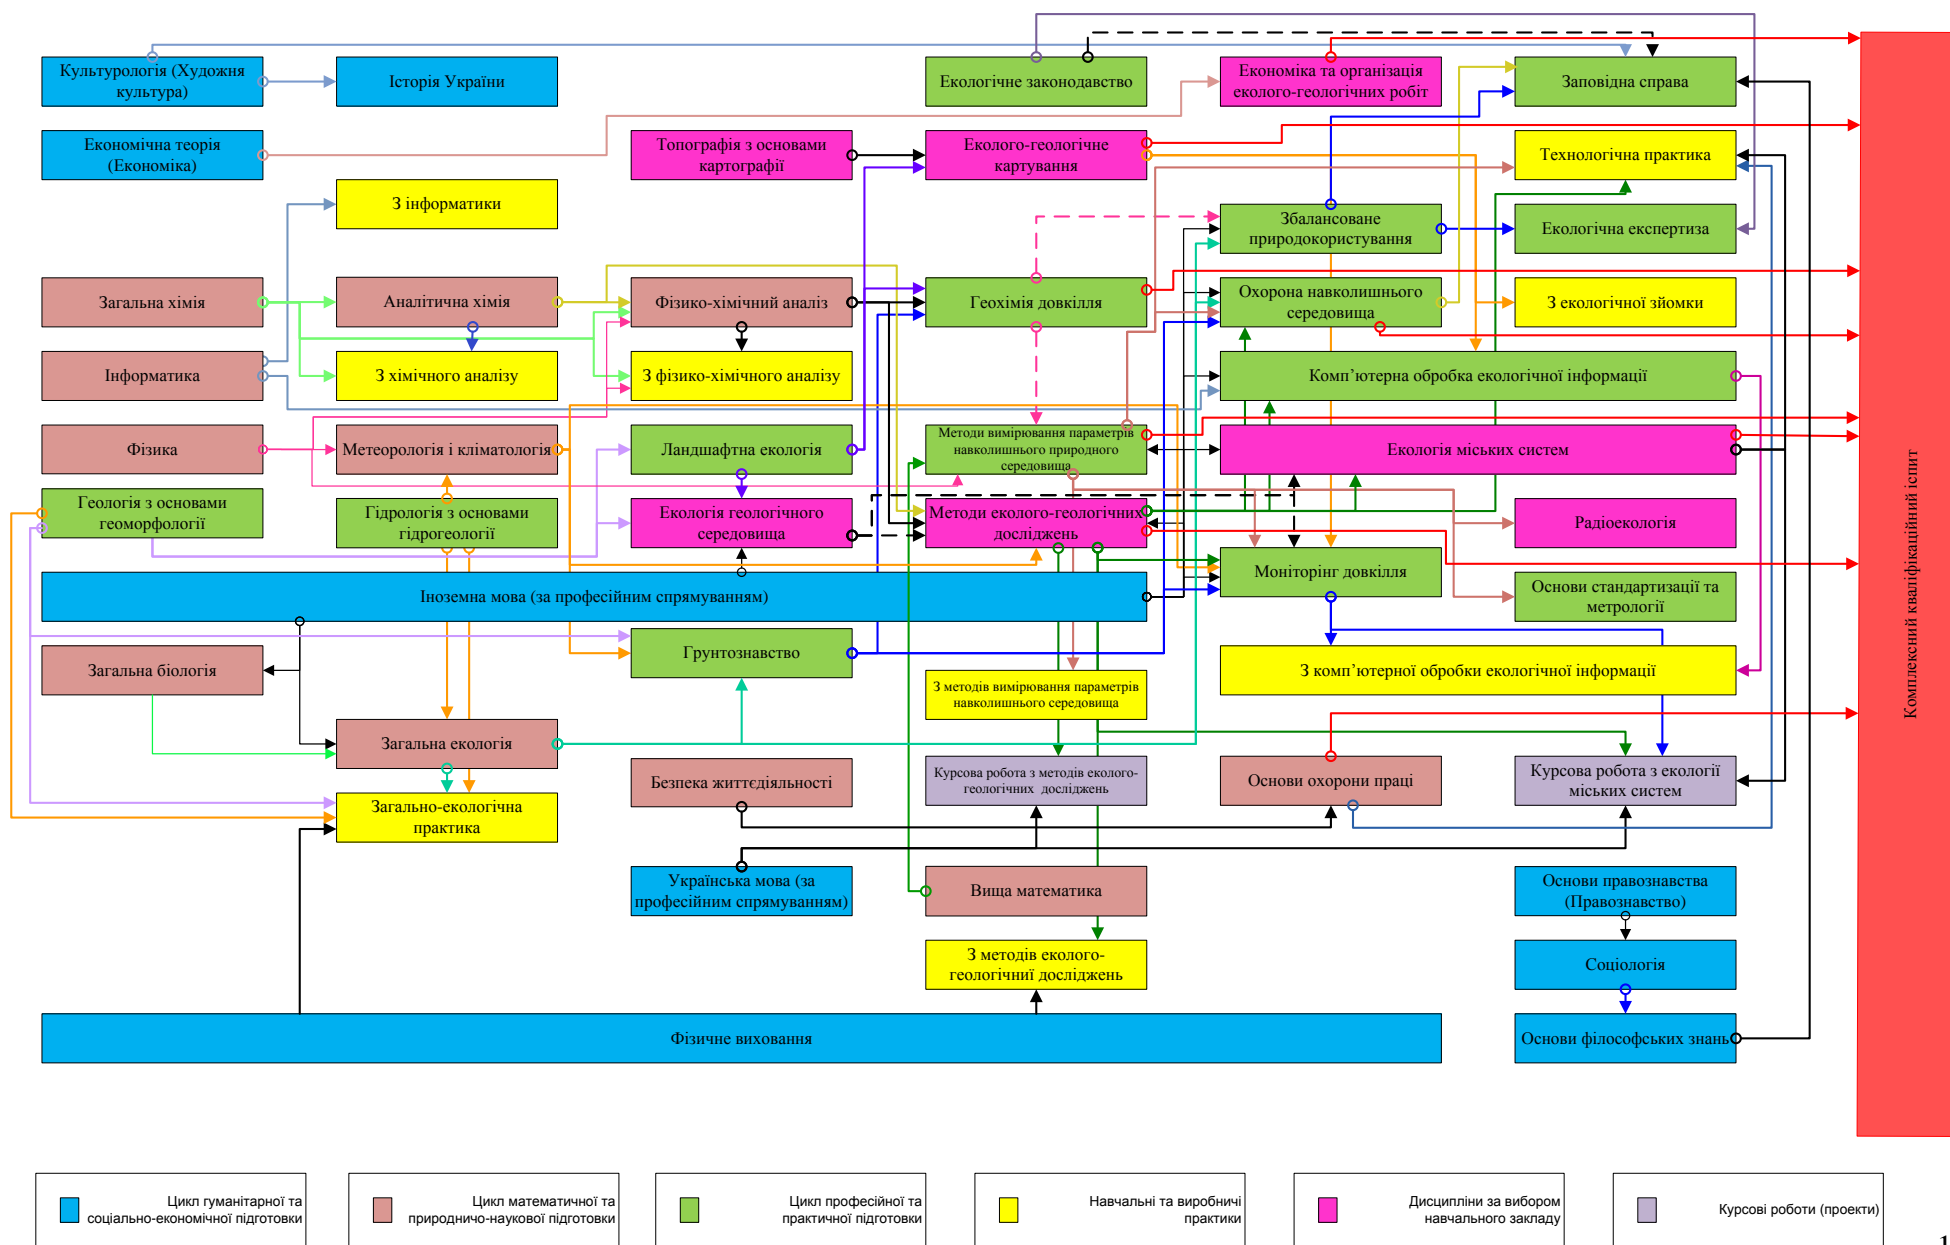 Культурологія (Художня
культура)
Історія України
Екологічне законодавство
Економіка та організація
еколого-геологічних робіт
Заповідна справа
Економічна теорія
(Економіка)
Топографія з основами
картографії
Еколого-геологічне
картування
Технологічна практика
З інформатики
Збалансоване
природокористування
Екологічна експертиза
Загальна хімія
Аналітична хімія
Фізико-хімічний аналіз
Геохімія довкілля
Охорона навколишнього
середовища
З екологічної зйомки
Інформатика
З хімічного аналізу
З фізико-хімічного аналізу
Комп’ютерна обробка екологічної інформації
Фізика
Метеорологія і кліматологія
Ландшафтна екологія
Методи вимірювання параметрів
навколишнього природного
середовища
Екологія міських систем
Геологія з основами
геоморфології
Гідрологія з основами
гідрогеології
Екологія геологічного
середовища
Методи еколого-геологічних
досліджень
Радіоекологія
Іноземна мова (за професійним спрямуванням)
Моніторинг довкілля
Основи стандартизації та
метрології
Загальна біологія
Грунтознавство
З методів вимірювання параметрів
навколишнього середовища
З комп’ютерної обробки екологічної інформації
Загальна екологія
Безпека життєдіяльності
Курсова робота з методів еколого-
геологічних досліджень
Основи охорони праці
Курсова робота з екології
міських систем
Загально-екологічна
практика
Українська мова (за
професійним спрямуванням)
Вища математика
Основи правознавства
(Правознавство)
З методів еколого-
геологічниї досліджень
Соціологія
Фізичне виховання
Основи філософських знань
Комплексний кваліфікаційний іспит
Цикл гуманітарної та
соціально-економічної підготовки
Цикл математичної та
природничо-наукової підготовки
Цикл професійної та
практичної підготовки
Навчальні та виробничі
практики
Дисципліни за вибором
навчального закладу
Курсові роботи (проекти)
1